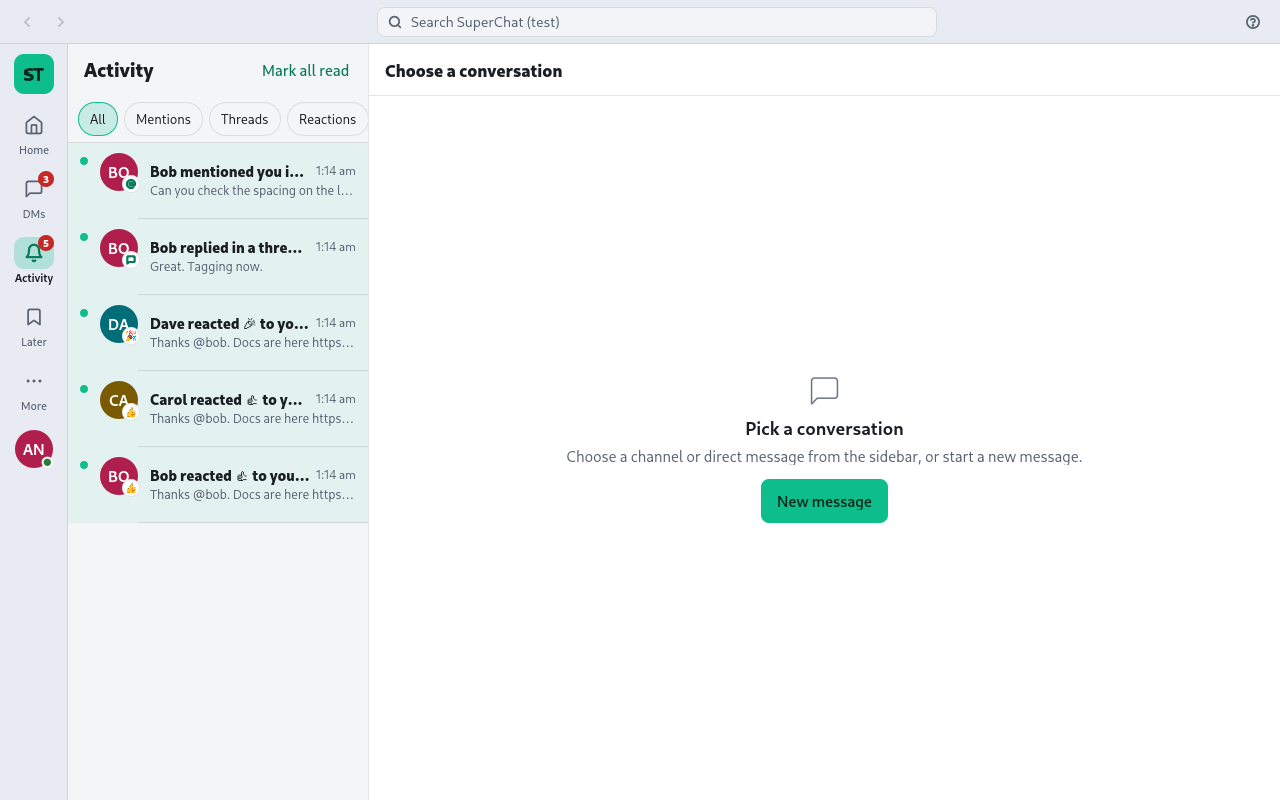 Search SuperChat (test)
ST
Home
3
DMs
5
Activity
Later
More
AN
Activity
Mark all read
All
Mentions
Threads
Reactions
BO
Bob mentioned you i...
1:14 am
Can you check the spacing on the l...
BO
Bob replied in a thre...
1:14 am
Great. Tagging now.
DA
Dave reacted 🎉 to yo...
1:14 am
Thanks @bob. Docs are here https...
CA
Carol reacted 👍 to y...
1:14 am
Thanks @bob. Docs are here https...
BO
Bob reacted 👍 to you...
1:14 am
Thanks @bob. Docs are here https...
Choose a conversation
Pick a conversation
Choose a channel or direct message from the sidebar, or start a new message.
New message